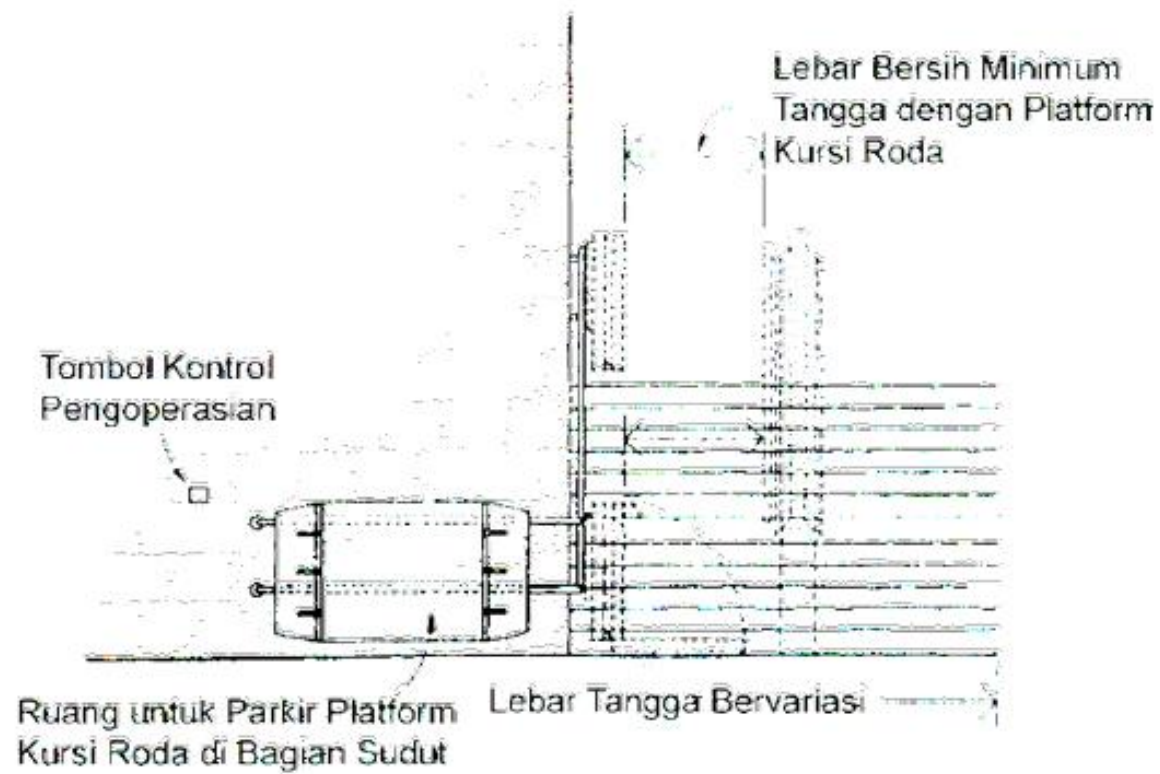 Lebar Bersih Minimum
Tangga dengan Platform
Kursi Roda
Tombol Kontrol
Pengoperasian
Ruang untuk Parkir Platform
Kursi Roda di Bagian Sudut
Lebar Tangga Bervariasi